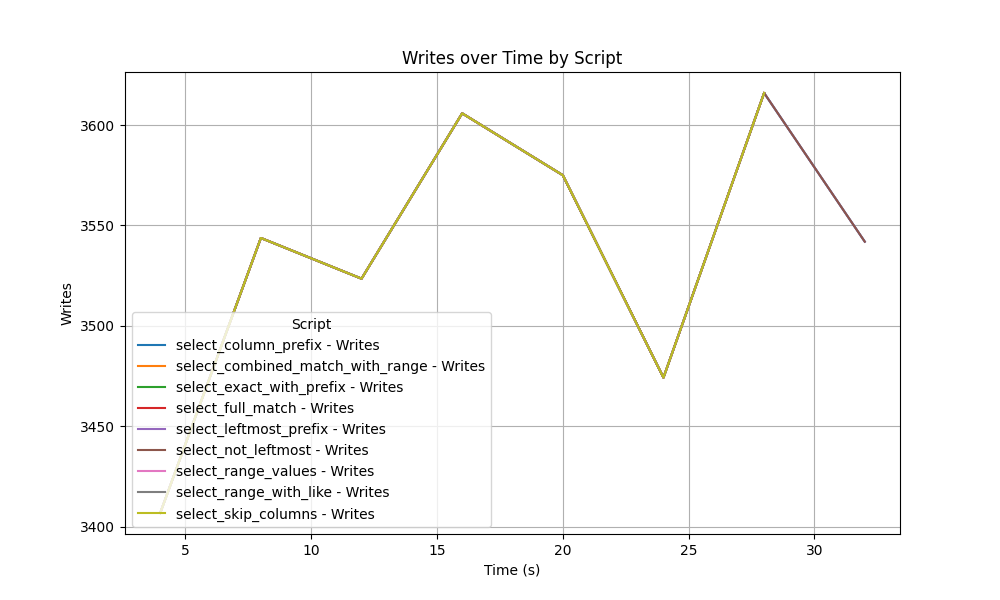 Writes over Time by Script
Writes
3600
3550
3500
3450
3400
Script
select_column_prefix - Writes
select_combined_match_with_range - Writes
select_exact_with_prefix - Writes
select_full_match - Writes
select_leftmost_prefix - Writes
select_not_leftmost - Writes
select_range_values - Writes
select_range_with_like - Writes
select_skip_columns - Writes
5 10 15 20 25 30
Time (s)